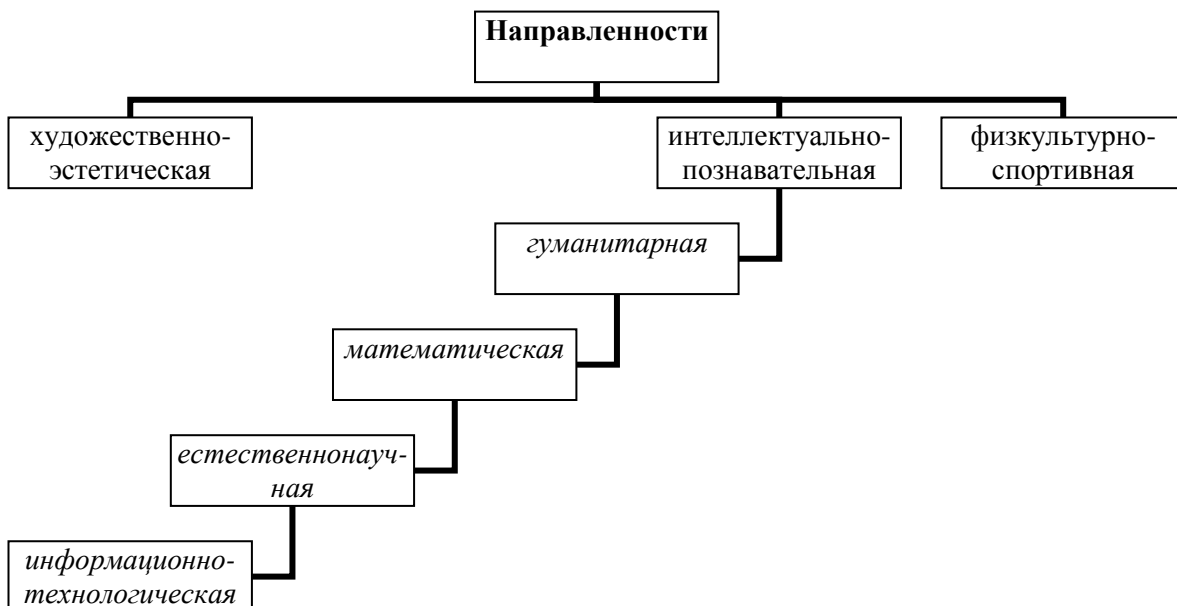 Направленности
художественно-
эстетическая
интеллектуально-
познавательная
физкультурно-
спортивная
гуманитарная
математическая
естественнонауч-
ная
информационно-
технологическая